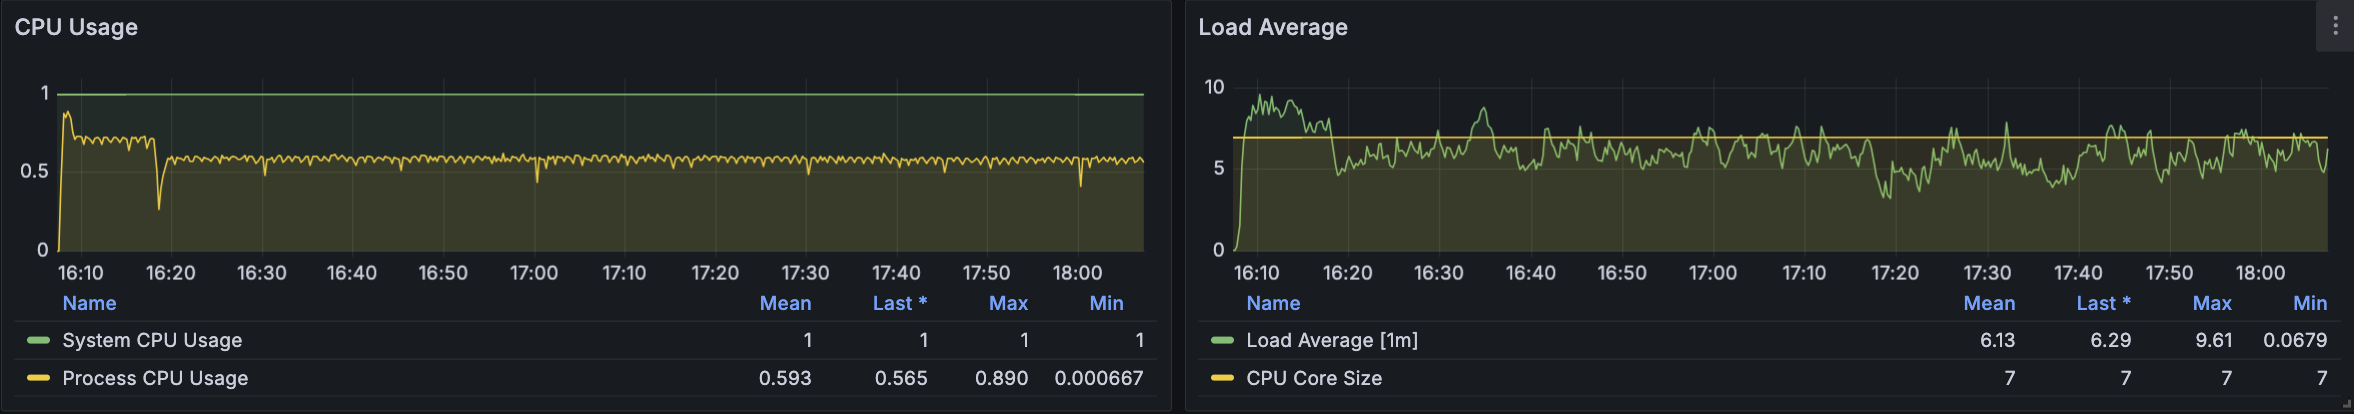 CPU Usage
1
0.5
0
16:10 16:20 16:30 16:40 16:50 17:00 17:10 17:20 17:30 17:40 17:50 18:00
Name Mean Last * Max Min
System CPU Usage 1 1 1 1
Process CPU Usage 0.593 0.565 0.890 0.000667
Load Average
10
5
0
16:10 16:20 16:30 16:40 16:50 17:00 17:10 17:20 17:30 17:40 17:50 18:00
Name Mean Last * Max Min
Load Average [1m] 6.13 6.29 9.61 0.0679
CPU Core Size 7 7 7 7